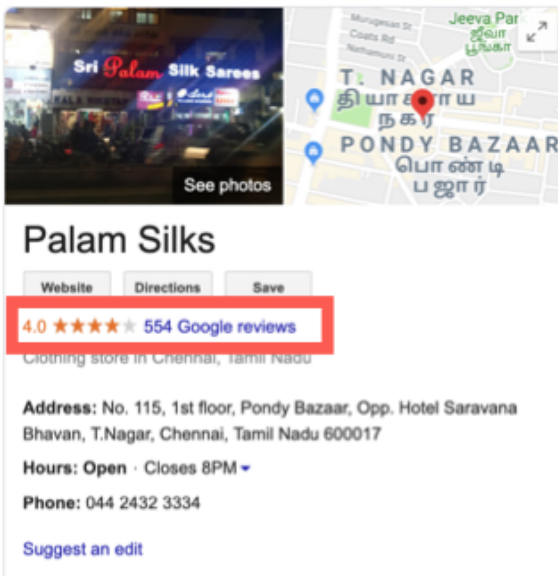 Sri Palam Silk Sarees
See photos
Murugesan St
Coats Rd
Nathamuni St
Jeeva Park
ஜீவா
பூங்கா
T. NAGAR
தியாகராய
நகர்
PONDY BAZAAR
பொண்டி
பஜார்
Palam Silks
Website Directions Save
4.0 ★★★★★ 554 Google reviews
Clothing store in Chennai, Tamil Nadu
Address: No. 115, 1st floor, Pondy Bazaar, Opp. Hotel Saravana
Bhavan, T.Nagar, Chennai, Tamil Nadu 600017
Hours: Open · Closes 8PM
Phone: 044 2432 3334
Suggest an edit